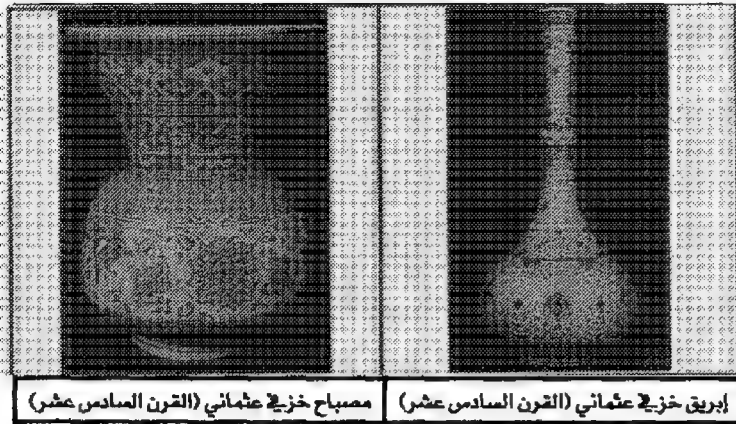 إبريق خزفي عثماني (القرن السادس عشر)
مصباح خزفي عثماني (القرن السادس عشر)